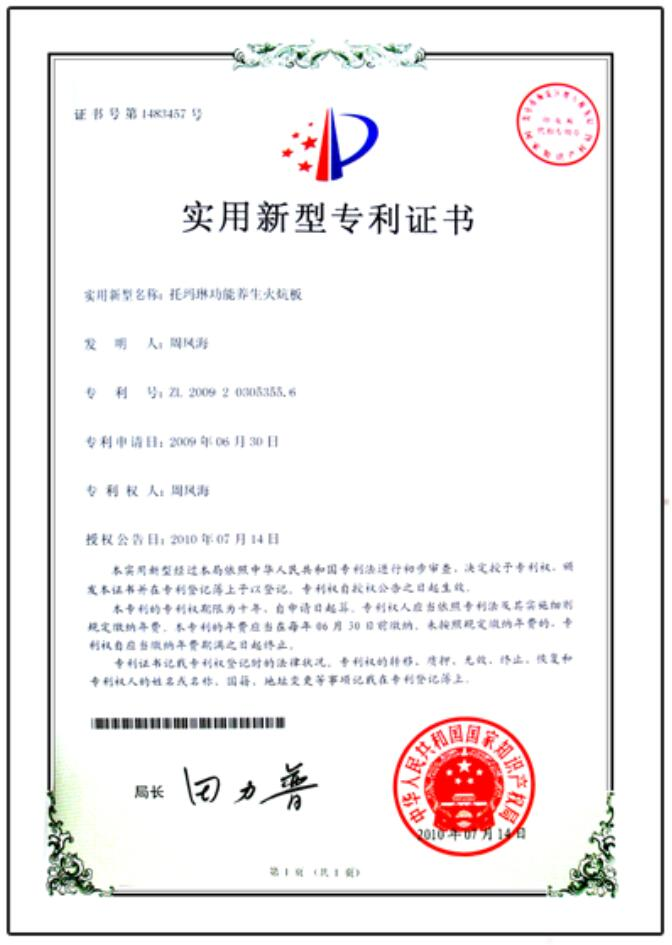 证书号第1483457号
实用新型专利证书
实用新型名称：托玛琳功能养生火炕板
发 明 人：周风海
专 利 号：ZL 2009 2 0305355.6
专利申请日：2009年06月30日
专 利 权 人：周风海
授权公告日：2010年07月14日
本实用新型经过本局依照中华人民共和国专利法进行初步审查，决定授予专利权，颁
发本证书并在专利登记簿上予以登记。专利权自授权公告之日起生效。
本专利的专利权期限为十年，自申请日起算。专利权人应当依照专利法及其实施细则
规定缴纳年费。本专利的年费应当在每年06月30日前缴纳。未按照规定缴纳年费的，专
利权自应当缴纳年费期满之日起终止。
专利证书记载专利权登记时的法律状况。专利权的转移、质押、无效、终止、恢复和
专利权人的姓名或名称、国籍、地址变更等事项记载在专利登记簿上。
局长 田力普
中华人民共和国国家知识产权局
2010年07月14日
第1页（共1页）